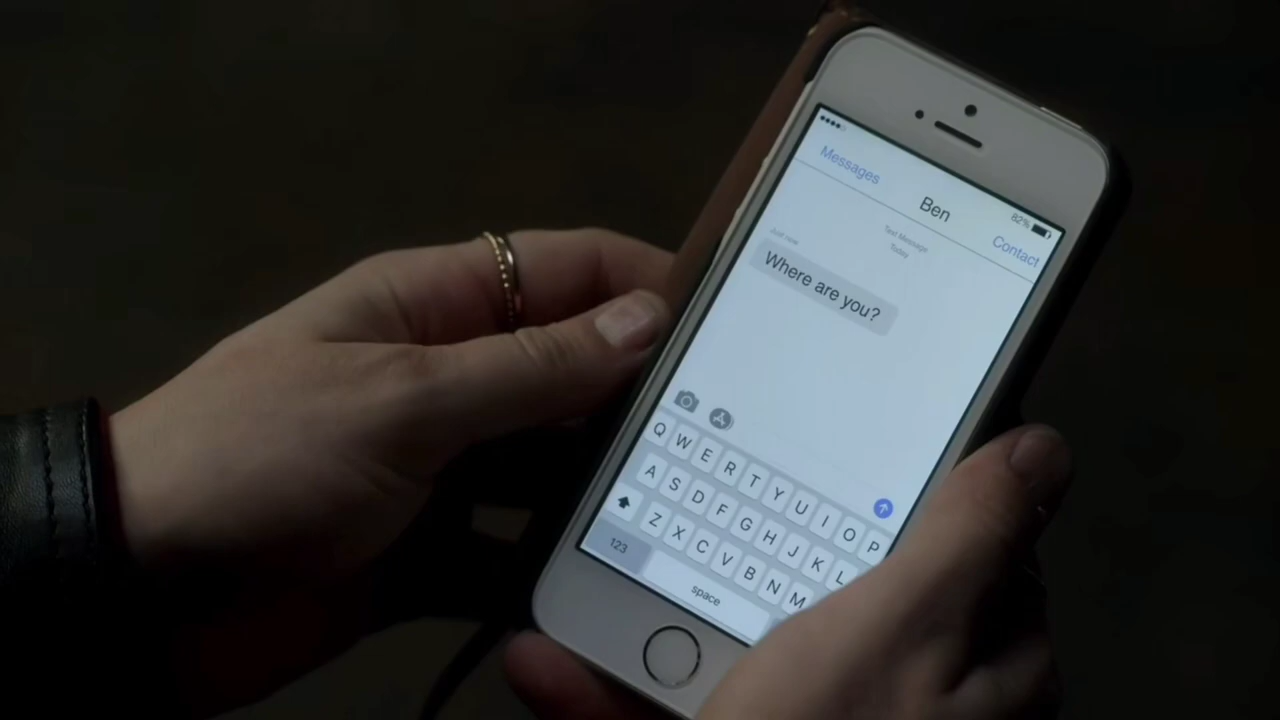 Messages
Ben
82%
Contact
Text Message
Today
Just now
Where are you?
Q W E R T Y U I O P
A S D F G H J K L
Z X C V B N M
123
space